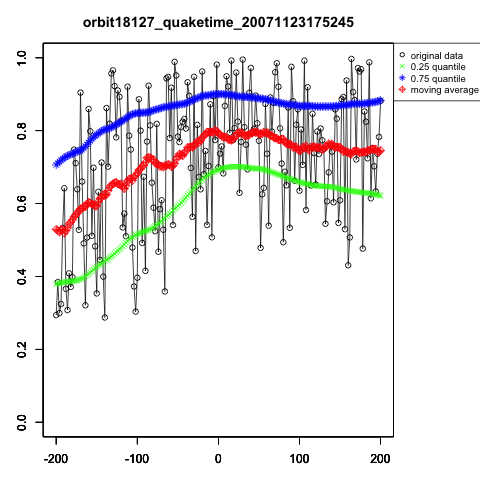 orbit18127_quaketime_20071123175245
original data
0.25 quantile
0.75 quantile
moving average
1.0
0.8
0.6
0.4
0.2
0.0
-200 -100 0 100 200